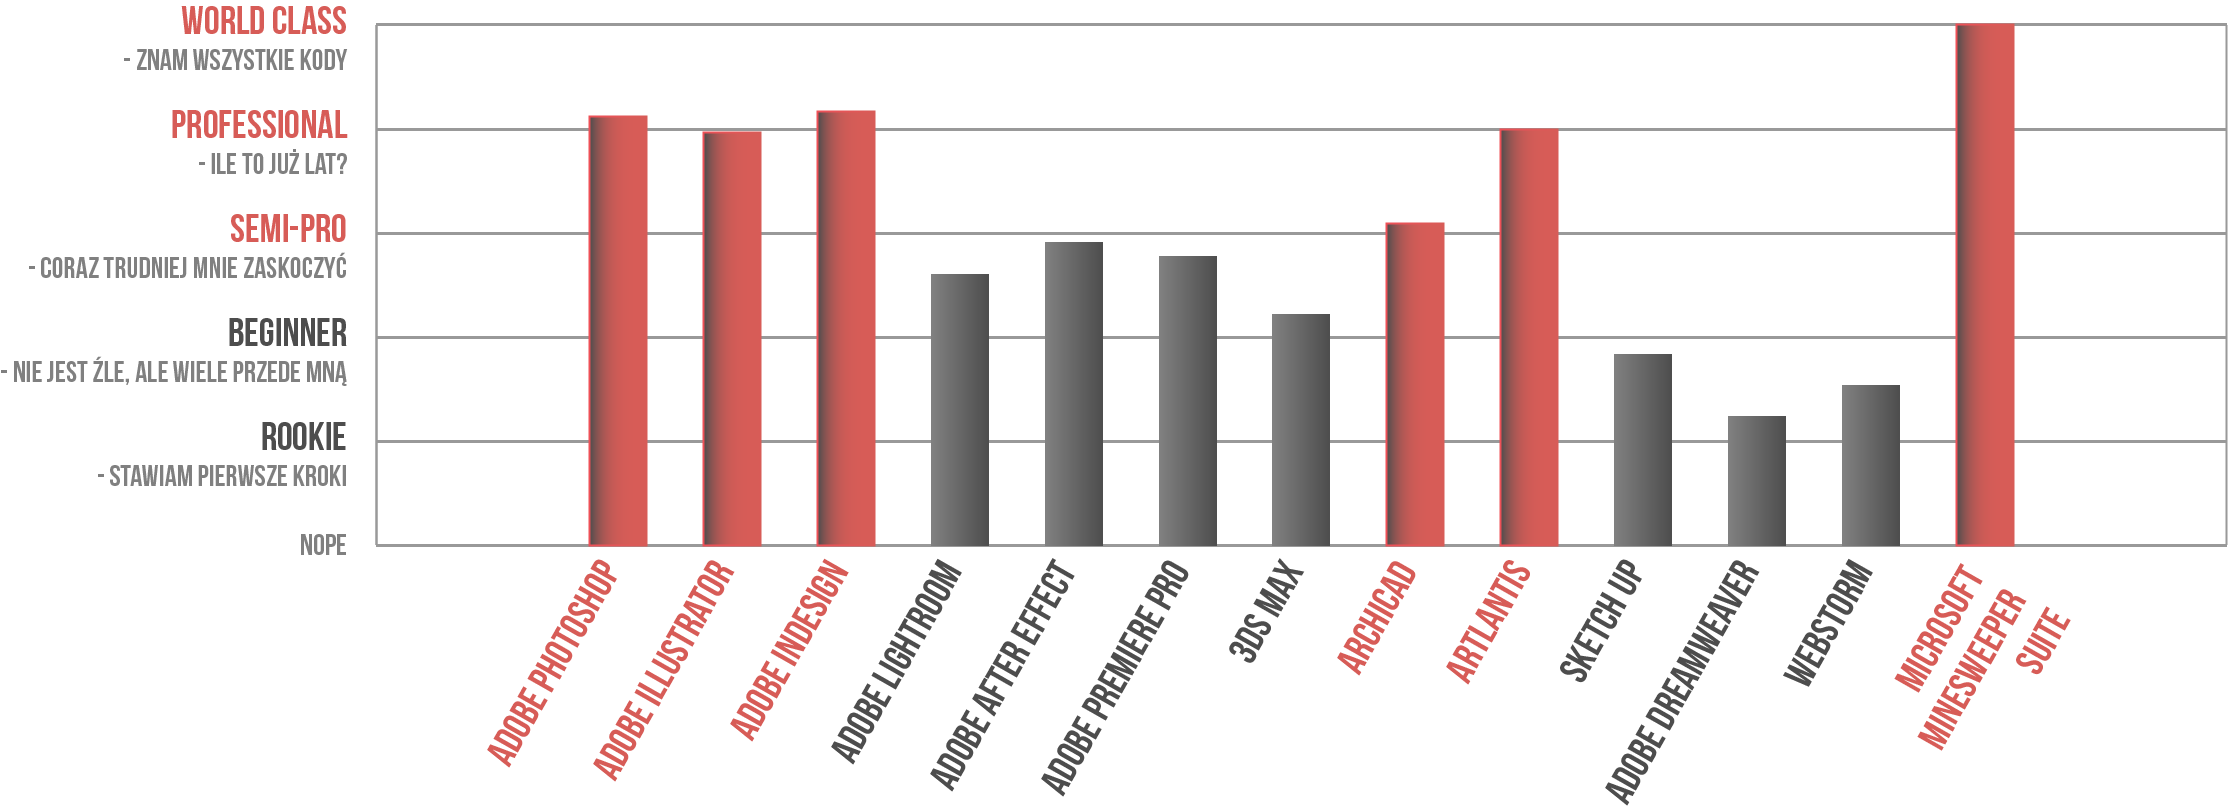 WORLD CLASS
- ZNAM WSZYSTKIE KODY
PROFESSIONAL
- ILE TO JUŻ LAT?
SEMI-PRO
- CORAZ TRUDNIEJ MNIE ZASKOCZYĆ
BEGINNER
- NIE JEST ŹLE, ALE WIELE PRZEDE MNĄ
ROOKIE
- STAWIAM PIERWSZE KROKI
NOPE
ADOBE PHOTOSHOP
ADOBE ILLUSTRATOR
ADOBE INDESIGN
ADOBE LIGHTROOM
ADOBE AFTER EFFECT
ADOBE PREMIERE PRO
3DS MAX
ARCHICAD
ARTLANTIS
SKETCH UP
ADOBE DREAMWEAVER
WEBSTORM
MICROSOFT
MINESWEEPER
SUITE